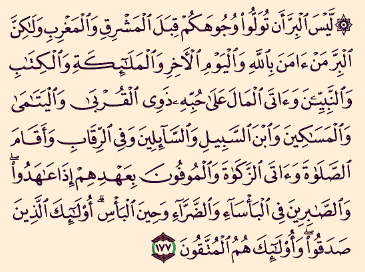 ۞ لَّيْسَ ٱلْبِرَّ أَن تُوَلُّوا۟ وُجُوهَكُمْ قِبَلَ ٱلْمَشْرِقِ وَٱلْمَغْرِبِ وَلَٰكِنَّ
ٱلْبِرَّ مَنْ ءَامَنَ بِٱللَّهِ وَٱلْيَوْمِ ٱلْءَاخِرِ وَٱلْمَلَٰٓئِكَةِ وَٱلْكِتَٰبِ
وَٱلنَّبِيِّۦنَ وَءَاتَى ٱلْمَالَ عَلَىٰ حُبِّهِۦ ذَوِى ٱلْقُرْبَىٰ وَٱلْيَتَٰمَىٰ
وَٱلْمَسَٰكِينَ وَٱبْنَ ٱلسَّبِيلِ وَٱلسَّآئِلِينَ وَفِى ٱلرِّقَابِ وَأَقَامَ
ٱلصَّلَوٰةَ وَءَاتَى ٱلزَّكَوٰةَ وَٱلْمُوفُونَ بِعَهْدِهِمْ إِذَا عَٰهَدُوا۟ ۖ
وَٱلصَّٰبِرِينَ فِى ٱلْبَأْسَآءِ وَٱلضَّرَّآءِ وَحِينَ ٱلْبَأْسِ ۗ أُو۟لَٰٓئِكَ ٱلَّذِينَ
صَدَقُوا۟ ۖ وَأُو۟لَٰٓئِكَ هُمُ ٱلْمُتَّقُونَ ١٧٧